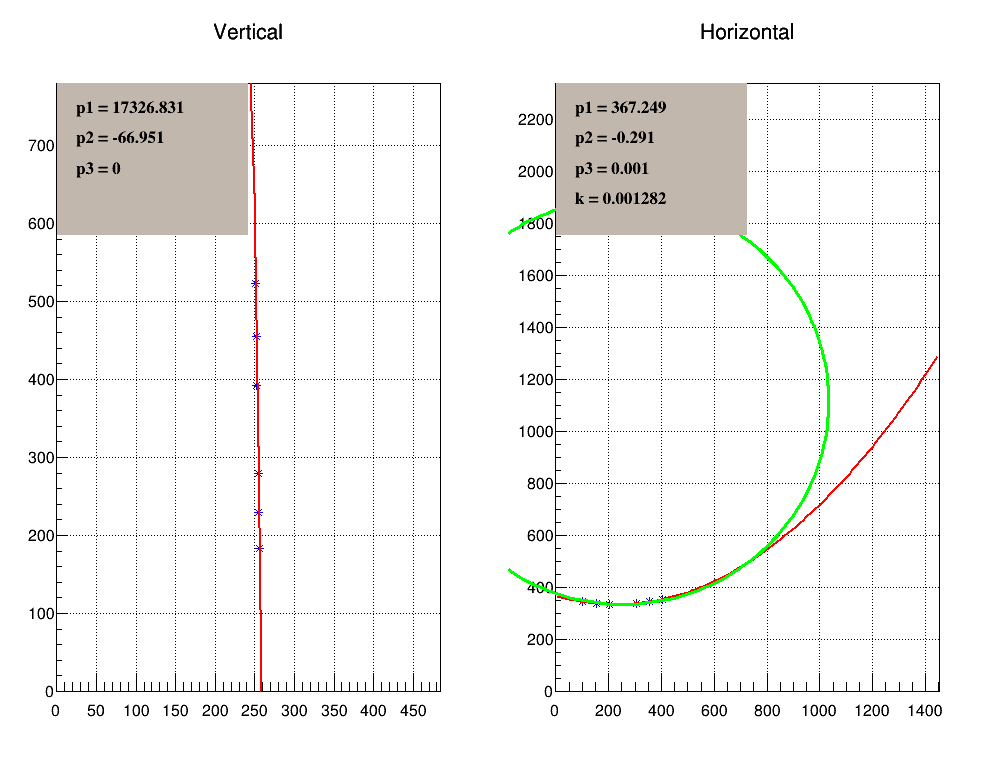 Vertical
p1 = 17326.831
p2 = -66.951
p3 = 0
700
600
500
400
300
200
100
0
0 50 100 150 200 250 300 350 400 450
Horizontal
p1 = 367.249
p2 = -0.291
p3 = 0.001
k = 0.001282
2200
2000
1800
1600
1400
1200
1000
800
600
400
200
0
0 200 400 600 800 1000 1200 1400